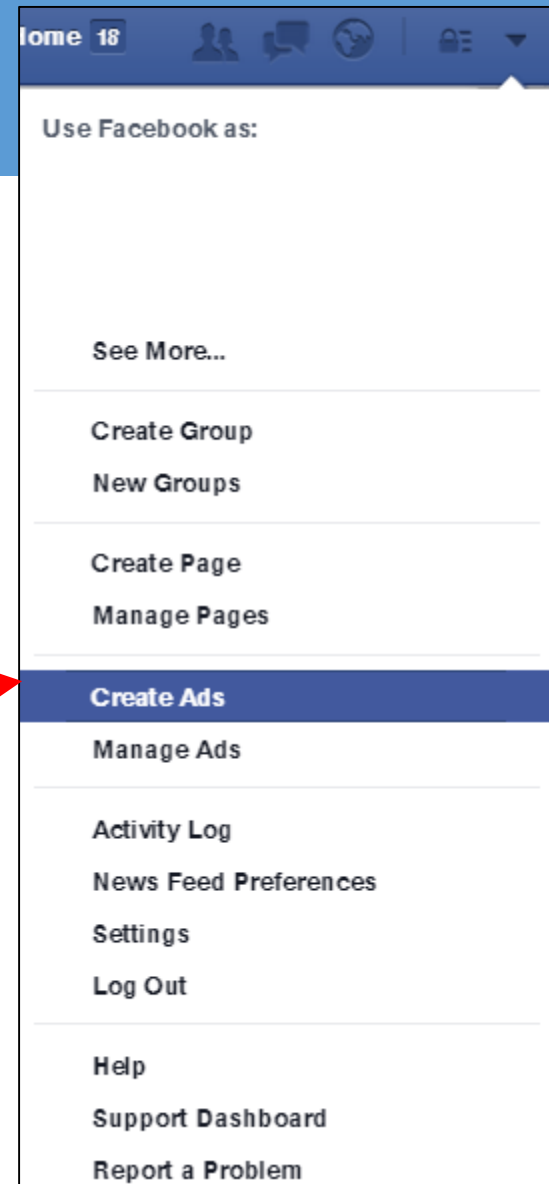 lome 18
Use Facebook as:
See More...
Create Group
New Groups
Create Page
Manage Pages
Create Ads
Manage Ads
Activity Log
News Feed Preferences
Settings
Log Out
Help
Support Dashboard
Report a Problem